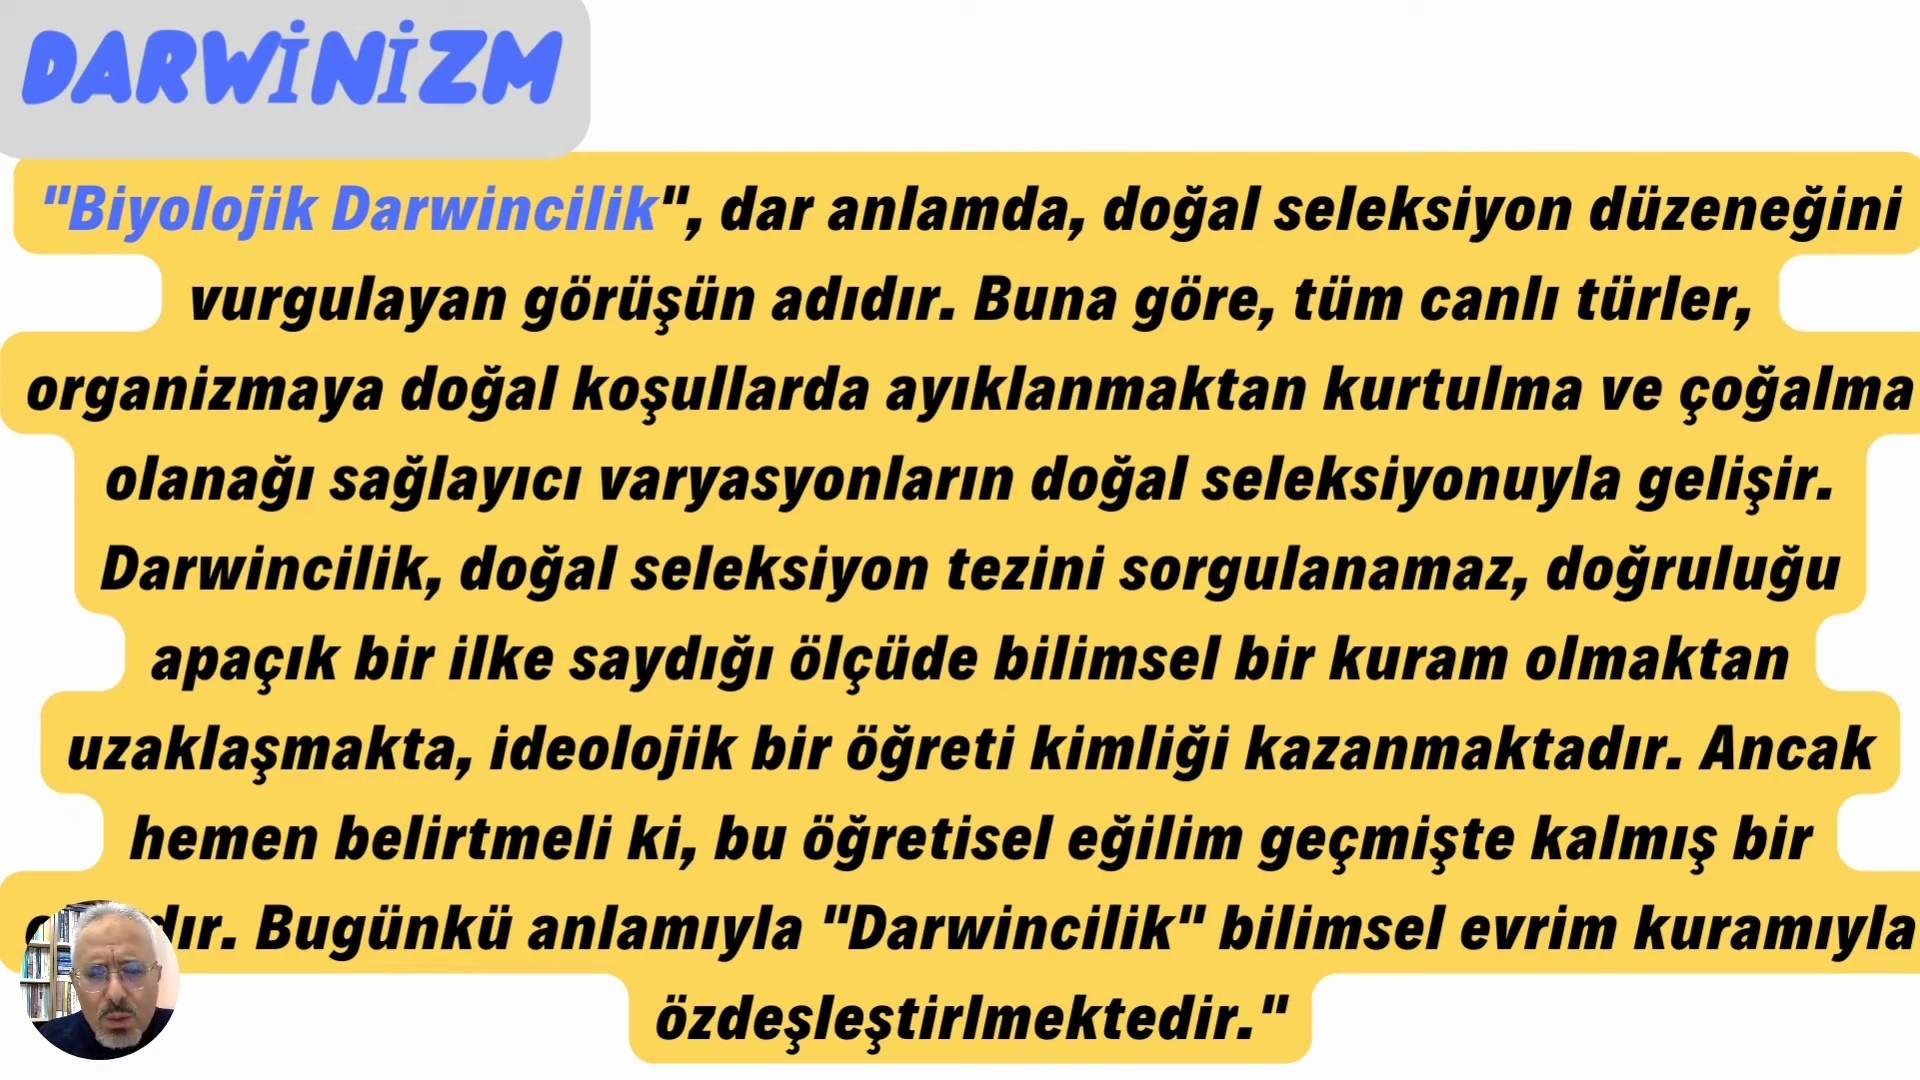 DARWİNİZM
"Biyolojik Darwincilik", dar anlamda, doğal seleksiyon düzeneğini
vurgulayan görüşün adıdır. Buna göre, tüm canlı türler,
organizmaya doğal koşullarda ayıklanmaktan kurtulma ve çoğalma
olanağı sağlayıcı varyasyonların doğal seleksiyonuyla gelişir.
Darwincilik, doğal seleksiyon tezini sorgulanamaz, doğruluğu
apaçık bir ilke saydığı ölçüde bilimsel bir kuram olmaktan
uzaklaşmakta, ideolojik bir öğreti kimliği kazanmaktadır. Ancak
hemen belirtmeli ki, bu öğretisel eğilim geçmişte kalmış bir
Bugünkü anlamıyla "Darwincilik" bilimsel evrim kuramıyla
özdeşleştirlmektedir."